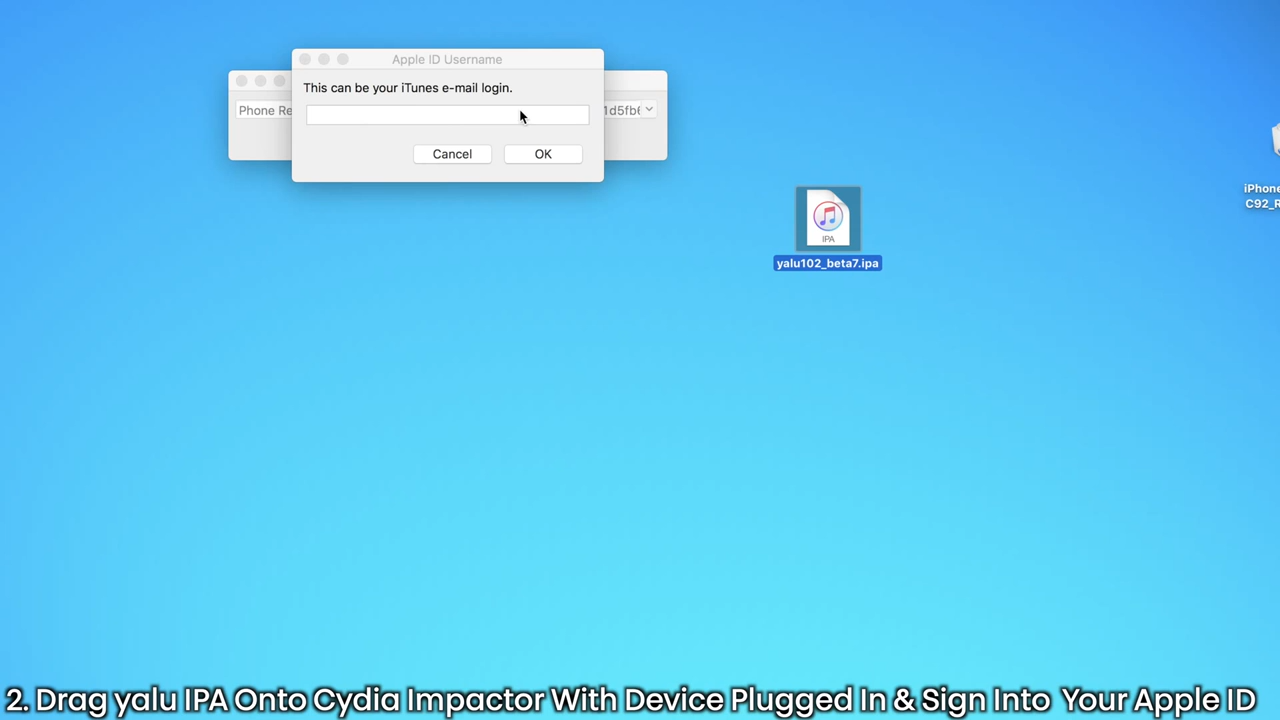 Apple ID Username
This can be your iTunes e-mail login.
Phone Re
Cancel
OK
IPA
yalu102_beta7.ipa
iPhone
C92_R
2. Drag yalu IPA Onto Cydia Impactor With Device Plugged In & Sign Into Your Apple ID